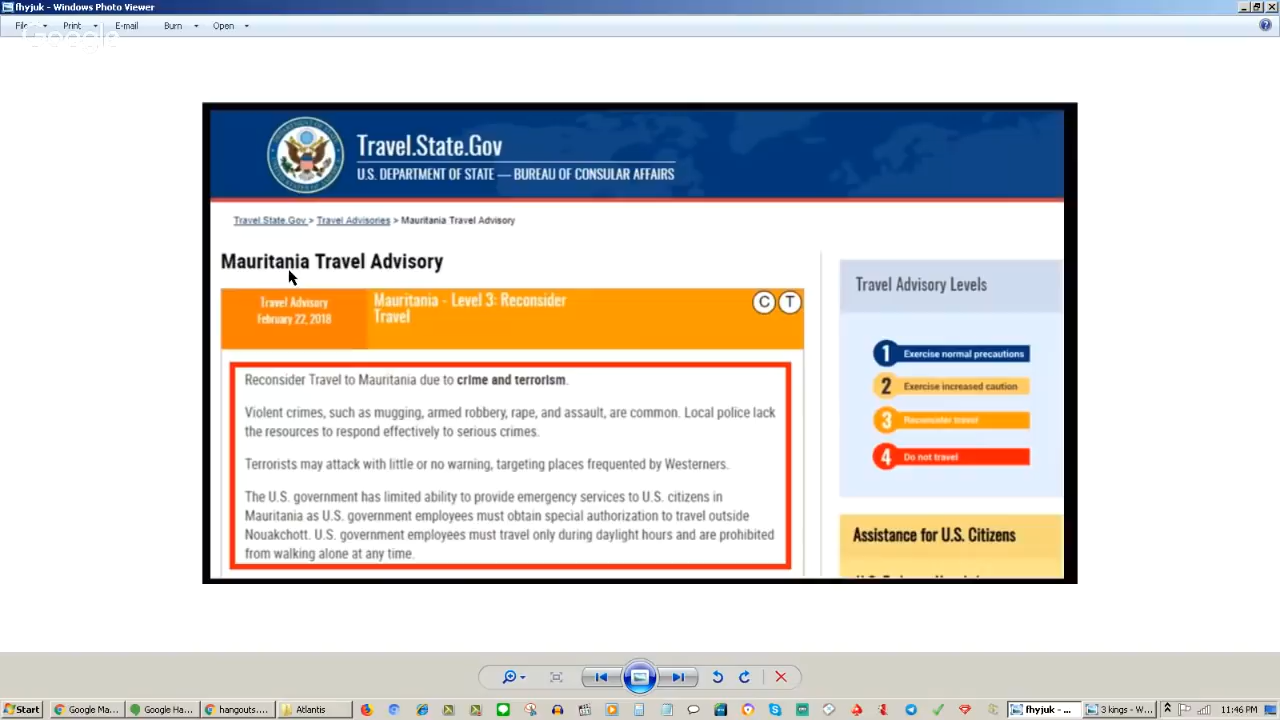 fhyjuk - Windows Photo Viewer
File Print E-mail Burn Open
Google
Travel.State.Gov
U.S. DEPARTMENT OF STATE — BUREAU OF CONSULAR AFFAIRS
Travel.State.Gov > Travel Advisories > Mauritania Travel Advisory
Mauritania Travel Advisory
Travel Advisory
February 22, 2018
Mauritania - Level 3: Reconsider
Travel
C T
Reconsider Travel to Mauritania due to crime and terrorism.
Violent crimes, such as mugging, armed robbery, rape, and assault, are common. Local police lack
the resources to respond effectively to serious crimes.
Terrorists may attack with little or no warning, targeting places frequented by Westerners.
The U.S. government has limited ability to provide emergency services to U.S. citizens in
Mauritania as U.S. government employees must obtain special authorization to travel outside
Nouakchott. U.S. government employees must travel only during daylight hours and are prohibited
from walking alone at any time.
Travel Advisory Levels
1 Exercise normal precautions
2 Exercise increased caution
3 Reconsider travel
4 Do not travel
Assistance for U.S. Citizens
Start Google Ma... Google Ha... hangouts.... Atlantis fhyjuk - ... 3 kings - W... 11:46 PM